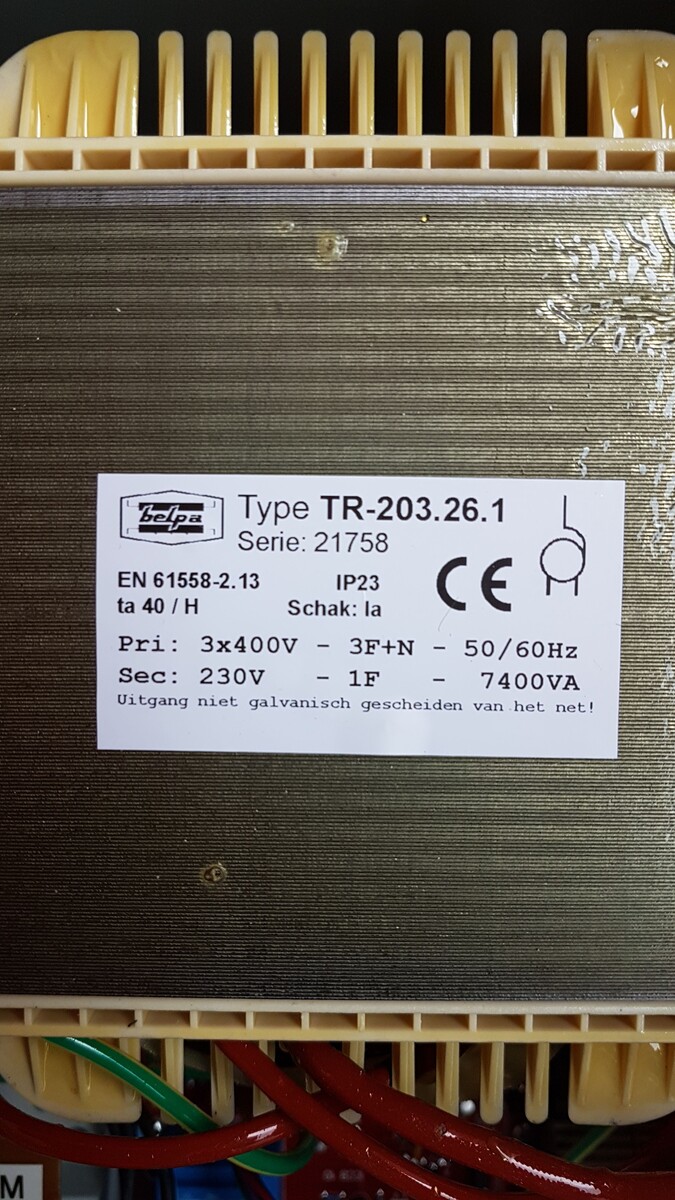 belpa
Type TR-203.26.1
Serie: 21758
CE
EN 61558-2.13 IP23
ta 40 / H Schak: Ia
Pri: 3x400V - 3F+N - 50/60Hz
Sec: 230V - 1F - 7400VA
Uitgang niet galvanisch gescheiden van het net!
M